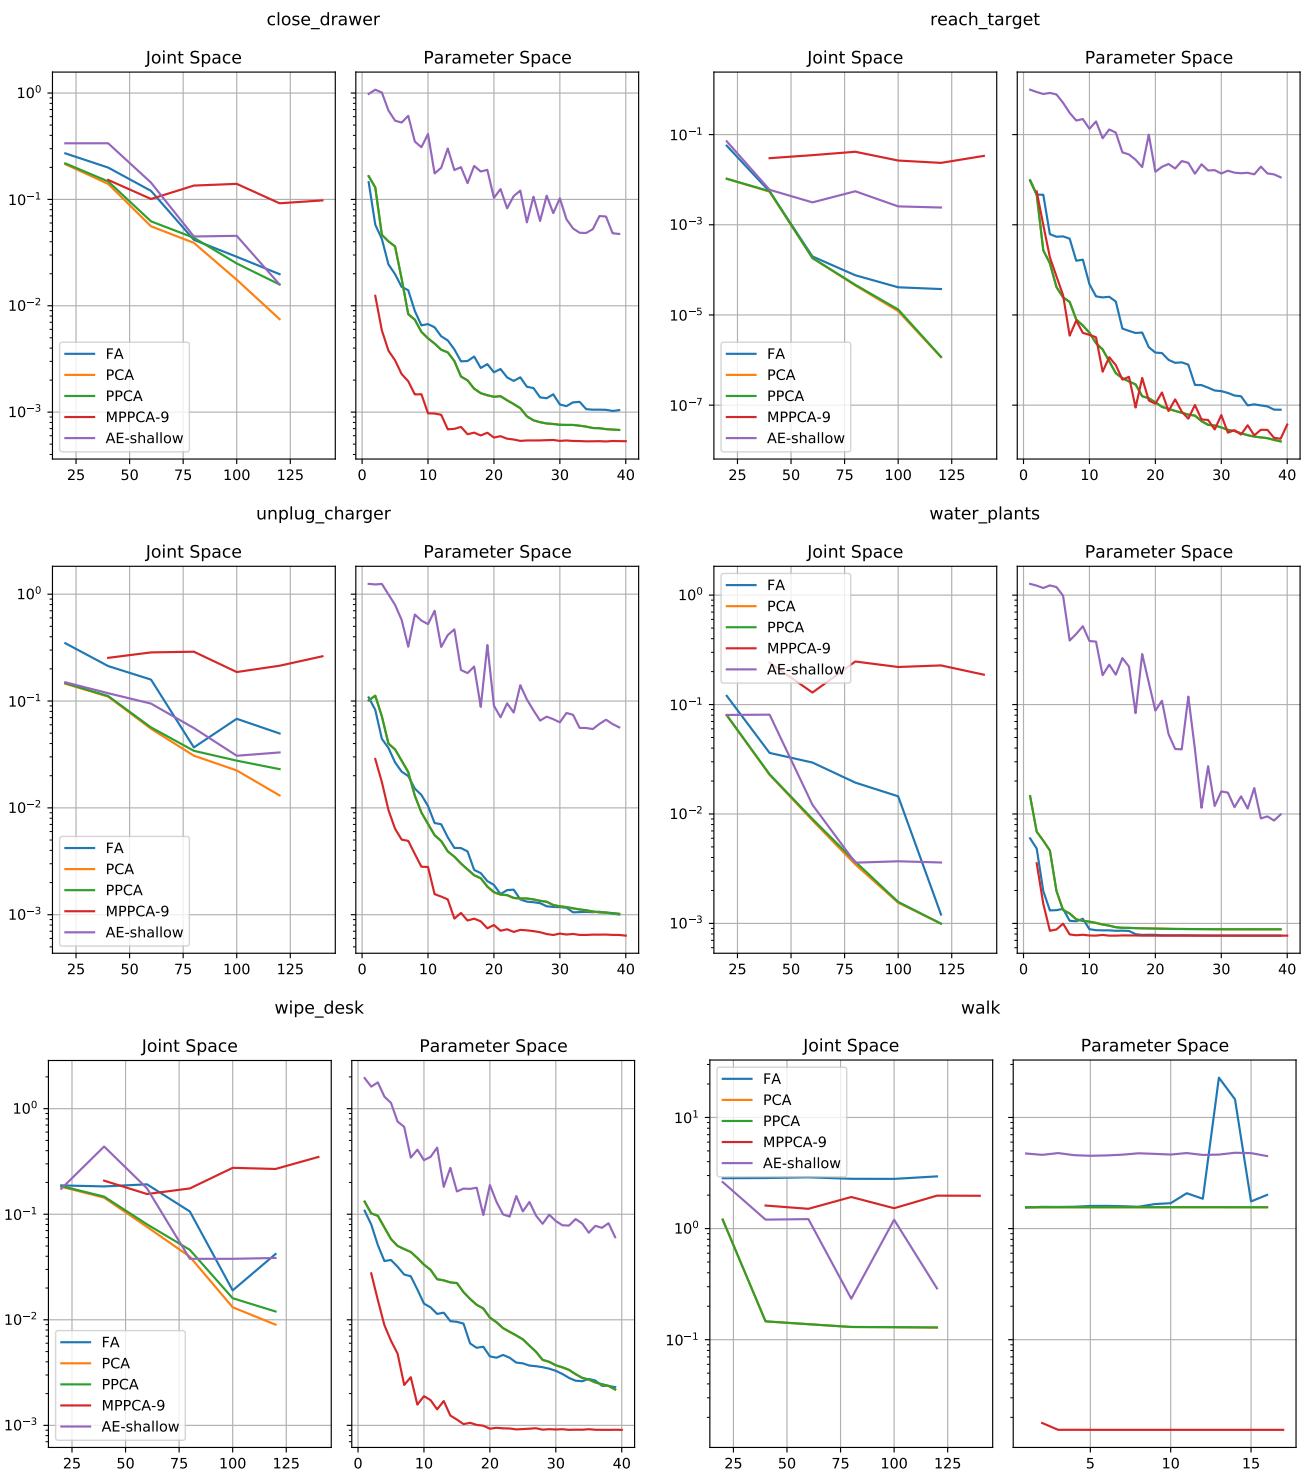 close_drawer
Joint Space
Parameter Space
10⁰
10⁻¹
10⁻²
10⁻³
FA
PCA
PPCA
MPPCA-9
AE-shallow
25 50 75 100 125
0 10 20 30 40
reach_target
Joint Space
Parameter Space
10⁻¹
10⁻³
10⁻⁵
10⁻⁷
FA
PCA
PPCA
MPPCA-9
AE-shallow
25 50 75 100 125
0 10 20 30 40
unplug_charger
Joint Space
Parameter Space
10⁰
10⁻¹
10⁻²
10⁻³
FA
PCA
PPCA
MPPCA-9
AE-shallow
25 50 75 100 125
0 10 20 30 40
water_plants
Joint Space
Parameter Space
10⁰
10⁻¹
10⁻²
10⁻³
FA
PCA
PPCA
MPPCA-9
AE-shallow
25 50 75 100 125
0 10 20 30 40
wipe_desk
Joint Space
Parameter Space
10⁰
10⁻¹
10⁻²
10⁻³
FA
PCA
PPCA
MPPCA-9
AE-shallow
25 50 75 100 125
0 10 20 30 40
walk
Joint Space
Parameter Space
10¹
10⁰
10⁻¹
FA
PCA
PPCA
MPPCA-9
AE-shallow
25 50 75 100 125
5 10 15